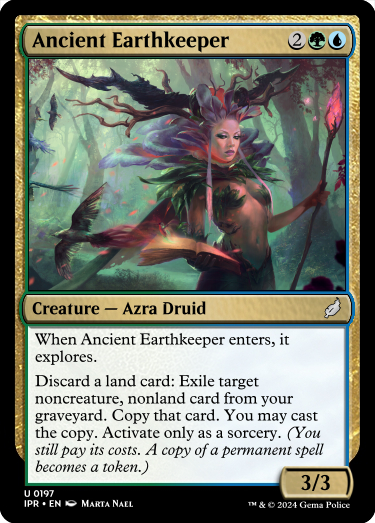 Ancient Earthkeeper 2
Creature — Azra Druid
When Ancient Earthkeeper enters, it
explores.
Discard a land card: Exile target
noncreature, nonland card from your
graveyard. Copy that card. You may cast
the copy. Activate only as a sorcery. (You
still pay its costs. A copy of a permanent
spell becomes a token.)
3/3
U 0197
IPR • EN Marta Nael
™ & © 2024 Gema Police